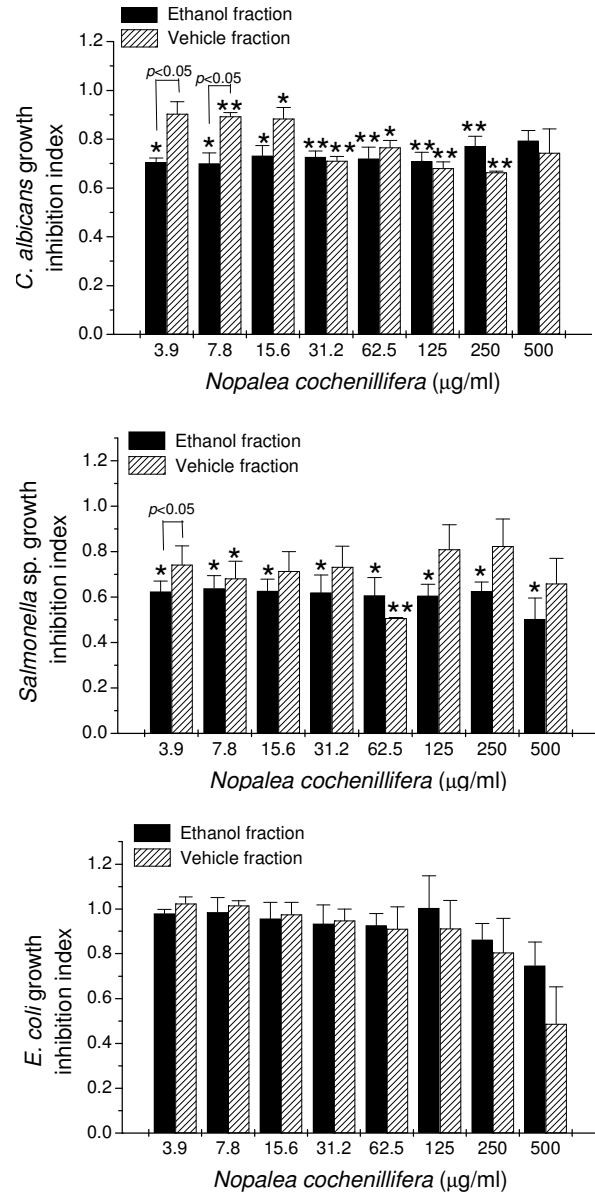 Ethanol fraction
Vehicle fraction
1.2
1.0
0.8
0.6
0.4
0.2
0.0
p<0.05
p<0.05
* * ** * * ** ** ** * ** ** ** **
C. albicans growth
inhibition index
3.9 7.8 15.6 31.2 62.5 125 250 500
Nopalea cochenillifera (μg/ml)
Ethanol fraction
Vehicle fraction
1.2
1.0
0.8
0.6
0.4
0.2
0.0
p<0.05
* * * * * * ** * * *
Salmonella sp. growth
inhibition index
3.9 7.8 15.6 31.2 62.5 125 250 500
Nopalea cochenillifera (μg/ml)
Ethanol fraction
Vehicle fraction
1.2
1.0
0.8
0.6
0.4
0.2
0.0
E. coli growth
inhibition index
3.9 7.8 15.6 31.2 62.5 125 250 500
Nopalea cochenillifera (μg/ml)